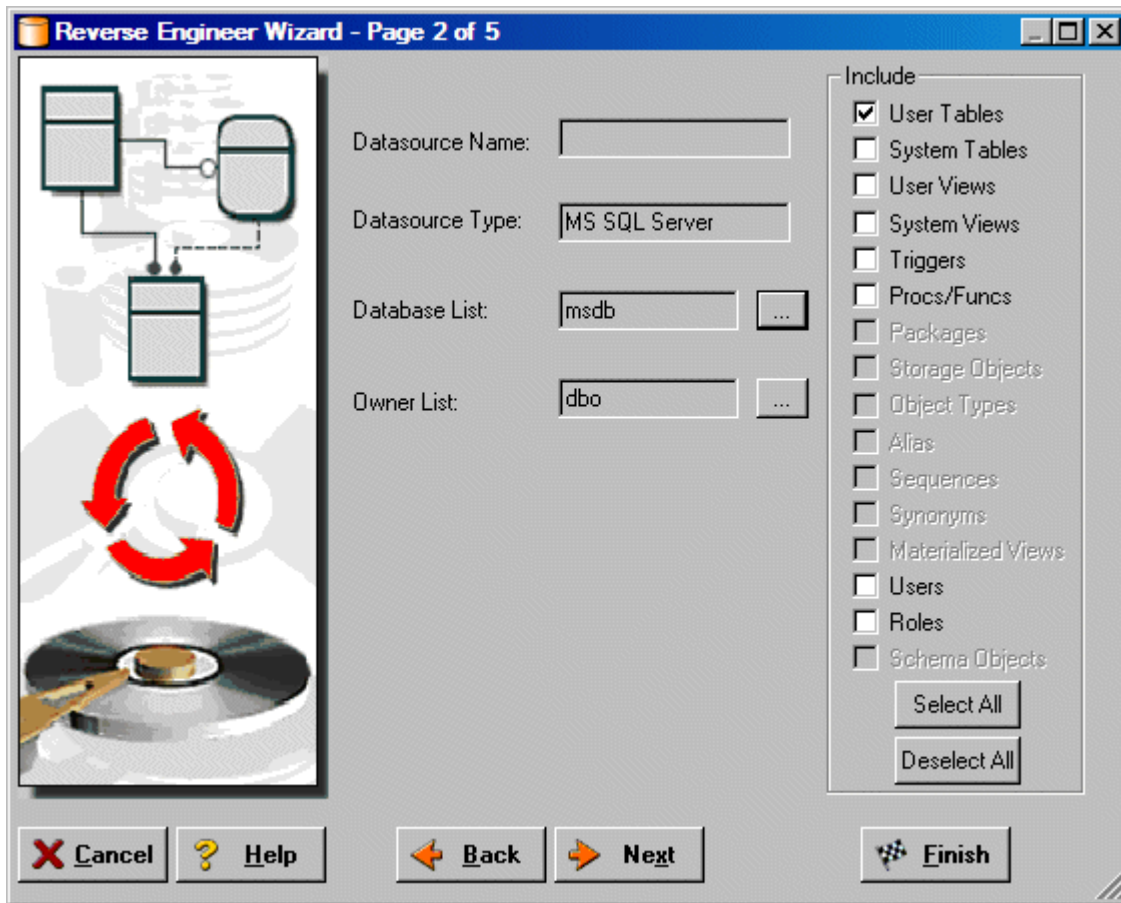 Reverse Engineer Wizard - Page 2 of 5
Datasource Name:
Datasource Type: MS SQL Server
Database List: msdb ...
Owner List: dbo ...
Include
User Tables
System Tables
User Views
System Views
Triggers
Procs/Funcs
Packages
Storage Objects
Object Types
Alias
Sequences
Synonyms
Materialized Views
Users
Roles
Schema Objects
Select All
Deselect All
Cancel ? Help Back Next Finish